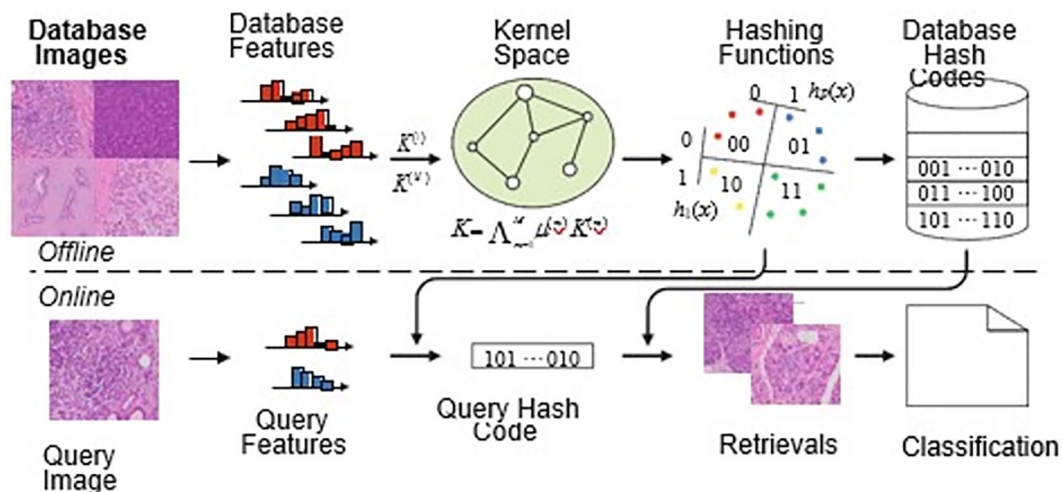 Database
Images
Database
Features
Kernel
Space
Hashing
Functions
Database
Hash
Codes
0 1 h₂(x)
0
00 01
1
10 11
h₁(x)
001 ··· 010
011 ··· 100
101 ··· 110
Offline
Online
101 ··· 010
Query
Image
Query
Features
Query Hash
Code
Retrievals
Classification